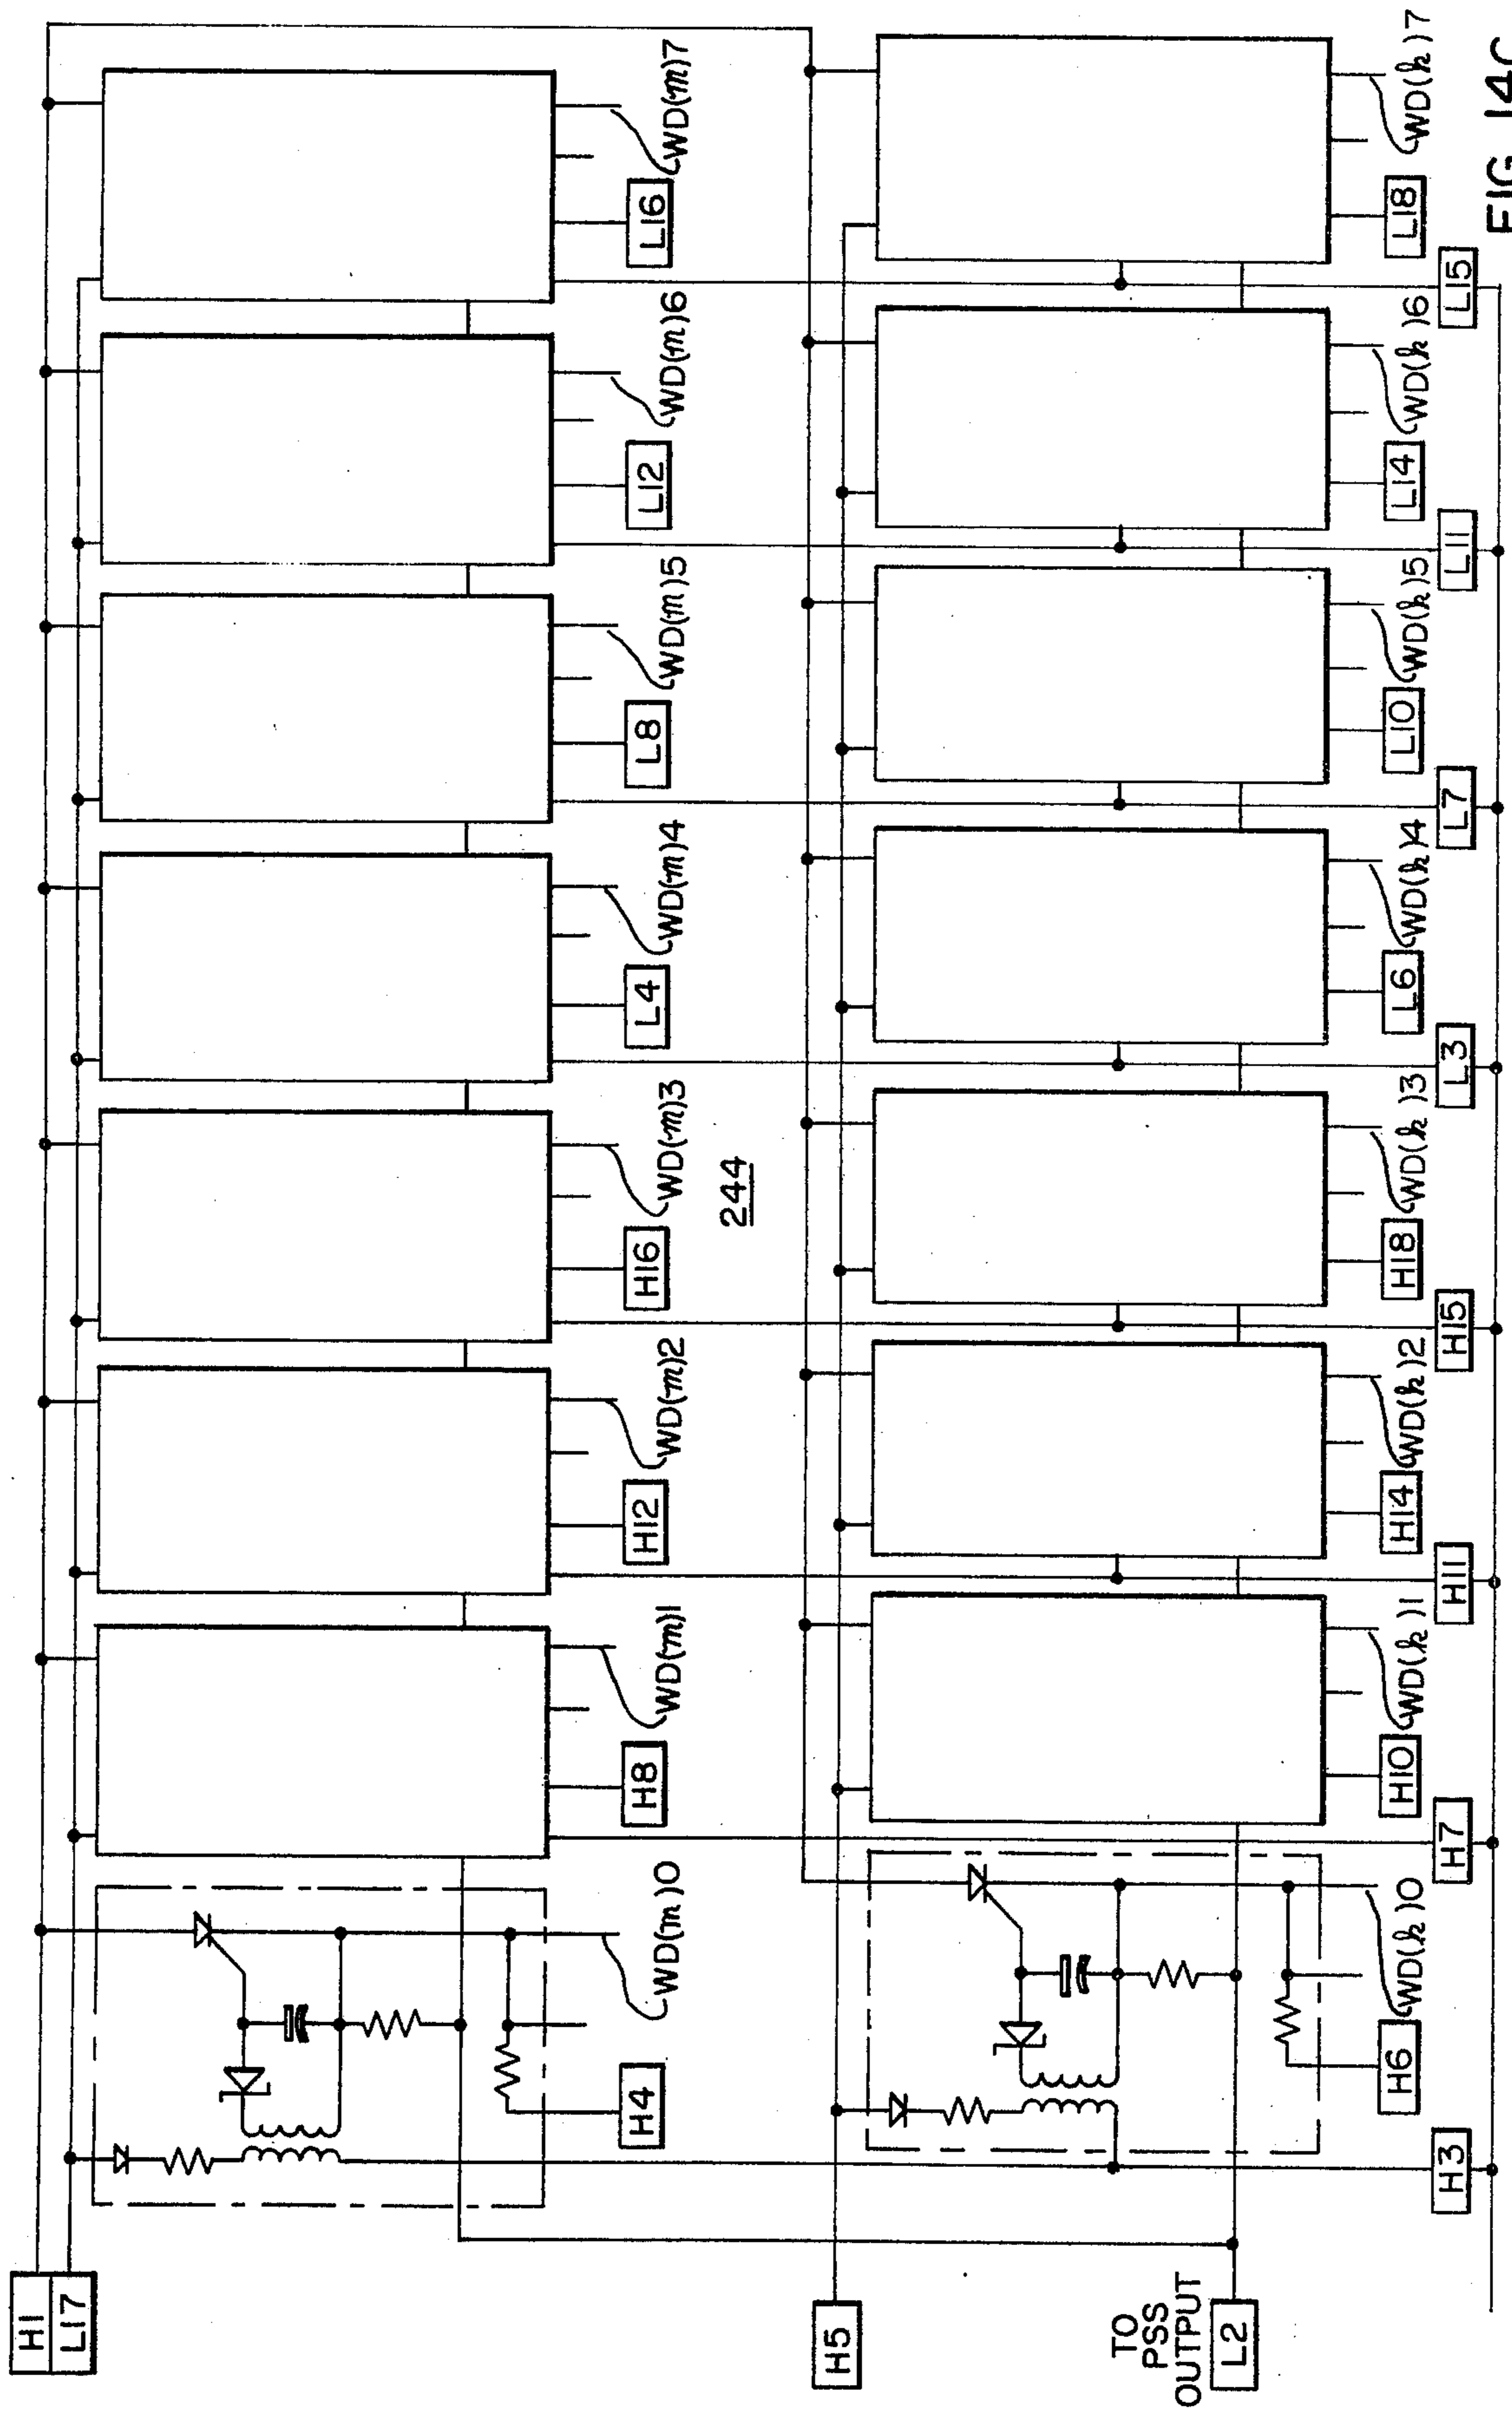 H1
L17
H4
WD(m)0
H8
WD(m)1
H12
WD(m)2
H16
WD(m)3
L4
WD(m)4
L8
WD(m)5
L12
WD(m)6
L16
WD(m)7
244
H5
TO
PSS
OUTPUT
L2
H6
WD(k)0
H10
WD(k)1
H14
WD(k)2
H18
WD(k)3
L6
WD(k)4
L10
WD(k)5
L14
WD(k)6
L18
WD(k)7
H3
H7
H11
H15
L3
L7
L11
L15
FIG. 14C